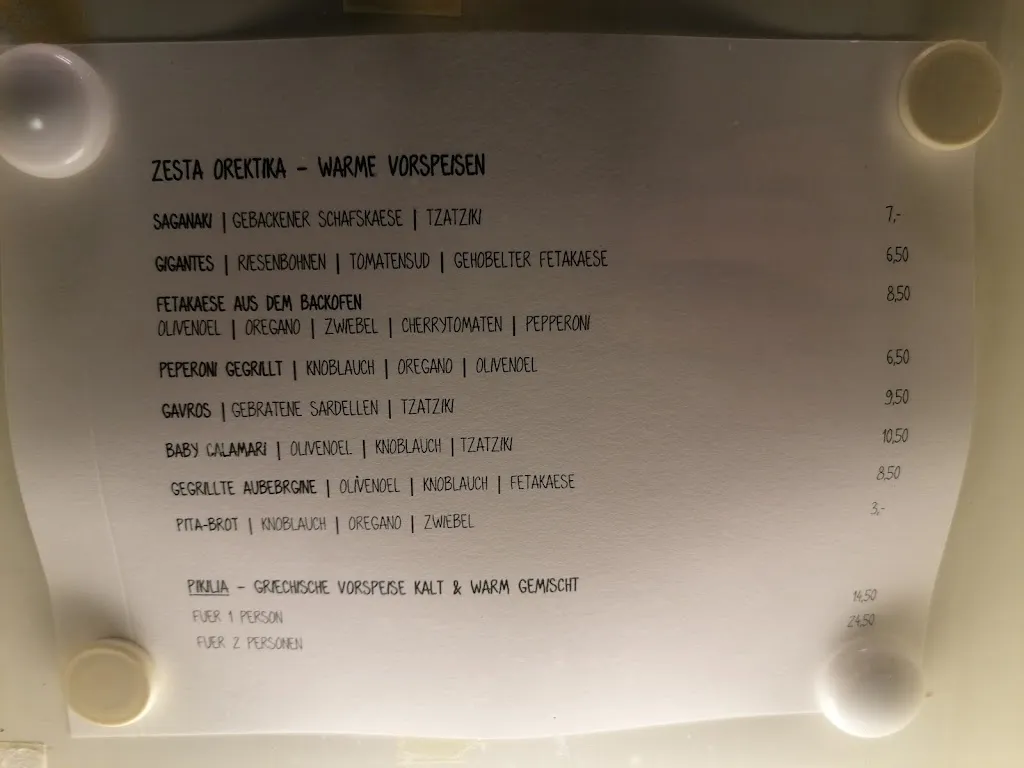 ZESTA OREKTIKA – WARME VORSPEISEN
SAGANAKI | GEBACKENER SCHAFSKAESE | TZATZIKI 7,-
GIGANTES | RIESENBOHNEN | TOMATENSUD | GEHOBELTER FETAKAESE 6,50
FETAKAESE AUS DEM BACKOFEN 8,50
OLIVENOEL | OREGANO | ZWIEBEL | CHERRYTOMATEN | PEPPERONI
PEPERONI GEGRILLT | KNOBLAUCH | OREGANO | OLIVENOEL 6,50
GAVROS | GEBRATENE SARDELLEN | TZATZIKI 9,50
BABY CALAMARI | OLIVENOEL | KNOBLAUCH | TZATZIKI 10,50
GEGRILLTE AUBEBRGINE | OLIVENOEL | KNOBLAUCH | FETAKAESE 8,50
PITA-BROT | KNOBLAUCH | OREGANO | ZWIEBEL 3,-
PIKILIA – GRIECHISCHE VORSPEISE KALT & WARM GEMISCHT
FUER 1 PERSON 14,50
FUER 2 PERSONEN 24,50